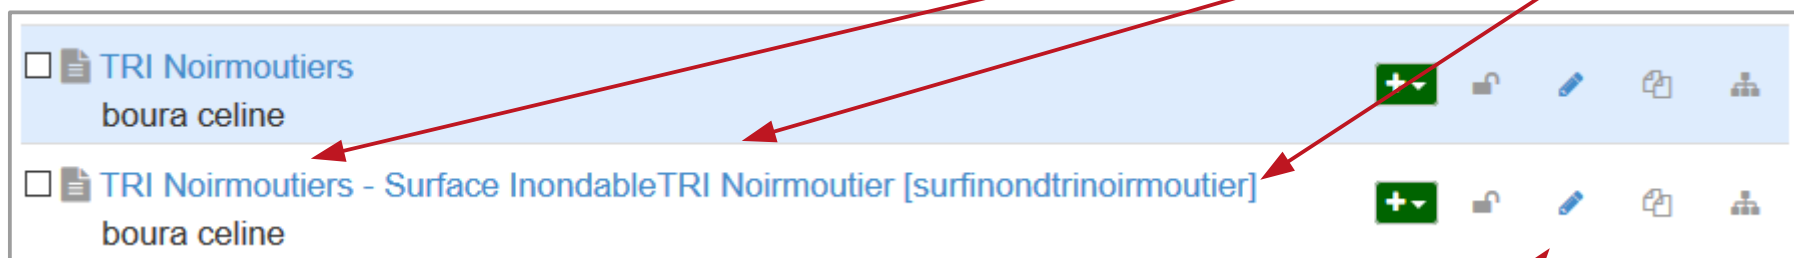 TRI Noirmoutiers
boura celine
TRI Noirmoutiers - Surface InondableTRI Noirmoutier [surfinondtrinoirmoutier]
boura celine